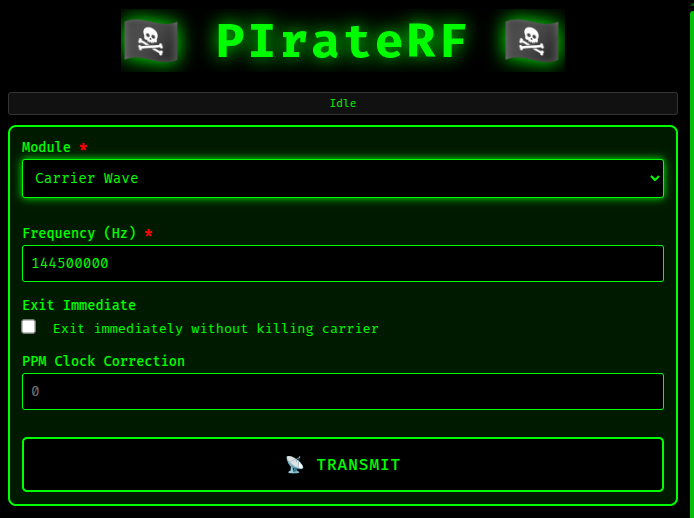 PIrateRF
Idle
Module *
Carrier Wave
Frequency (Hz) *
144500000
Exit Immediate
Exit immediately without killing carrier
PPM Clock Correction
0
TRANSMIT